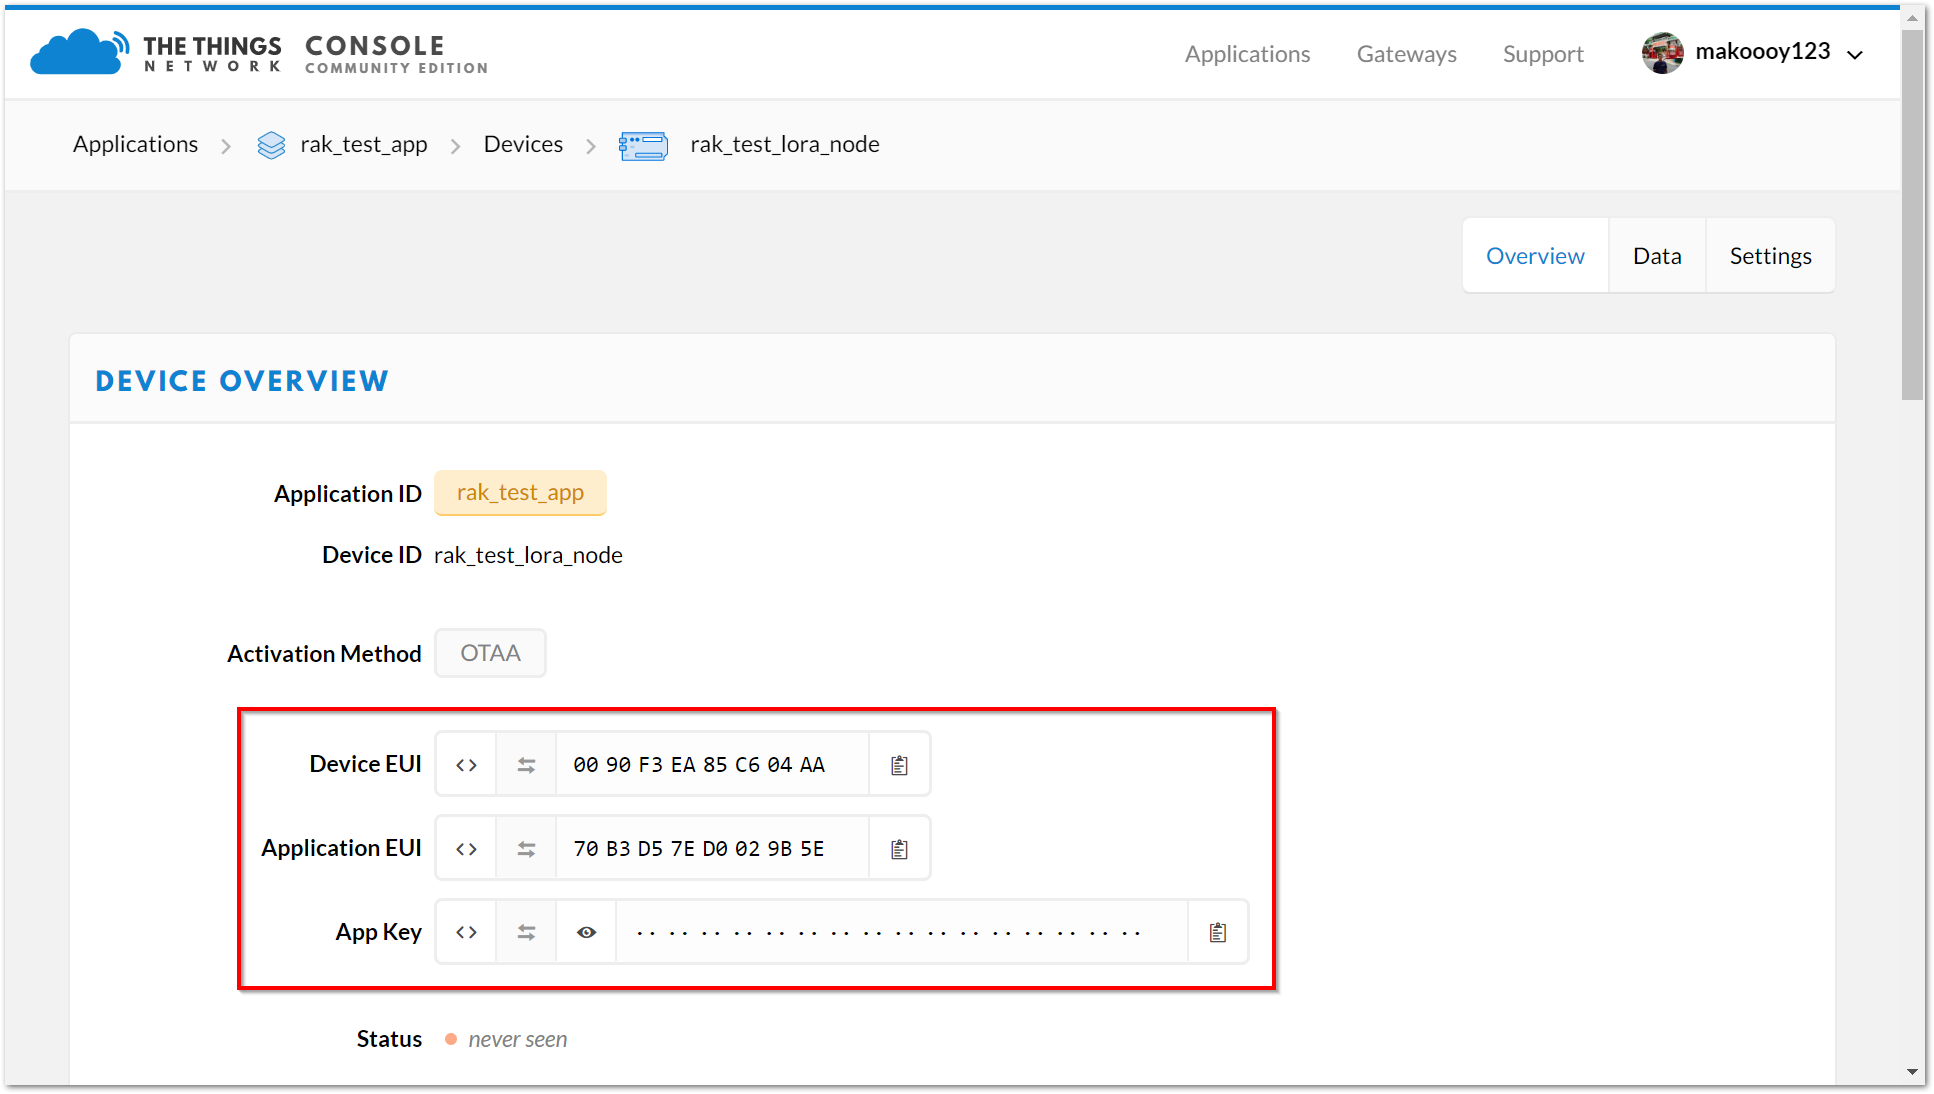 THE THINGS NETWORK CONSOLE COMMUNITY EDITION
Applications Gateways Support makoooy123
Applications > rak_test_app > Devices > rak_test_lora_node
Overview Data Settings
DEVICE OVERVIEW
Application ID rak_test_app
Device ID rak_test_lora_node
Activation Method OTAA
Device EUI <> 00 90 F3 EA 85 C6 04 AA
Application EUI <> 70 B3 D5 7E D0 02 9B 5E
App Key <> .. .. .. .. .. .. .. .. .. .. .. .. .. .. .. ..
Status never seen